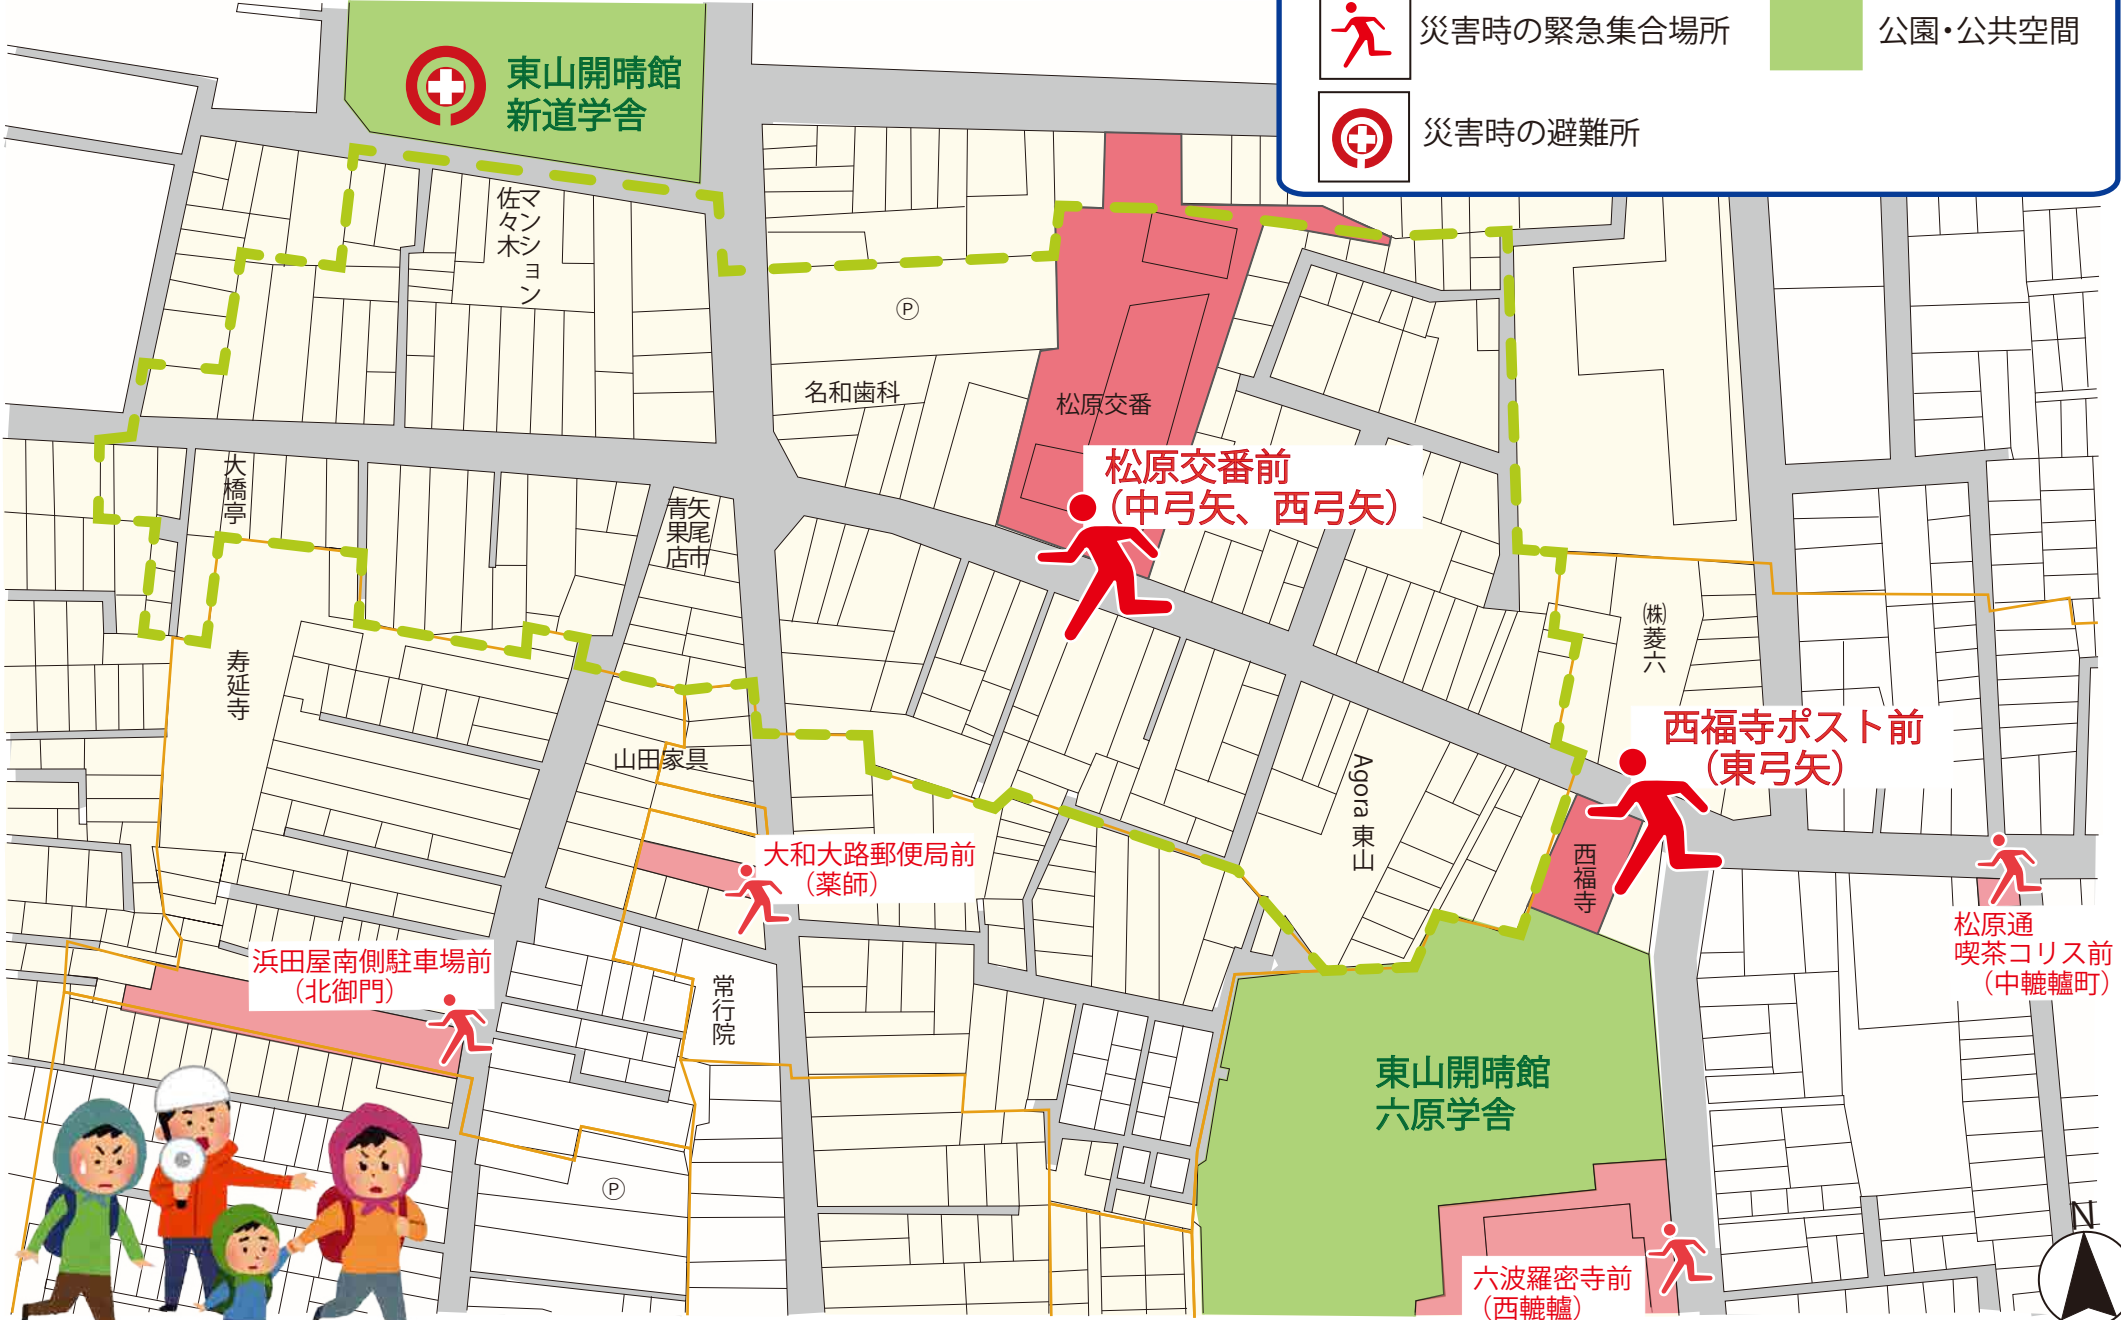 災害時の緊急集合場所
公園・公共空間
災害時の避難所
東山開晴館
新道学舎
佐々木
マンション
Ⓟ
名和歯科
松原交番
松原交番前
（中弓矢、西弓矢）
大橋亭
矢尾市
青果店
寿延寺
㈱菱六
西福寺ポスト前
（東弓矢）
山田家具
Agora 東山
西福寺
大和大路郵便局前
（薬師）
松原通
喫茶コリス前
（中轆轤町）
浜田屋南側駐車場前
（北御門）
常行院
東山開晴館
六原学舎
Ⓟ
六波羅密寺前
（西轆轤）
N